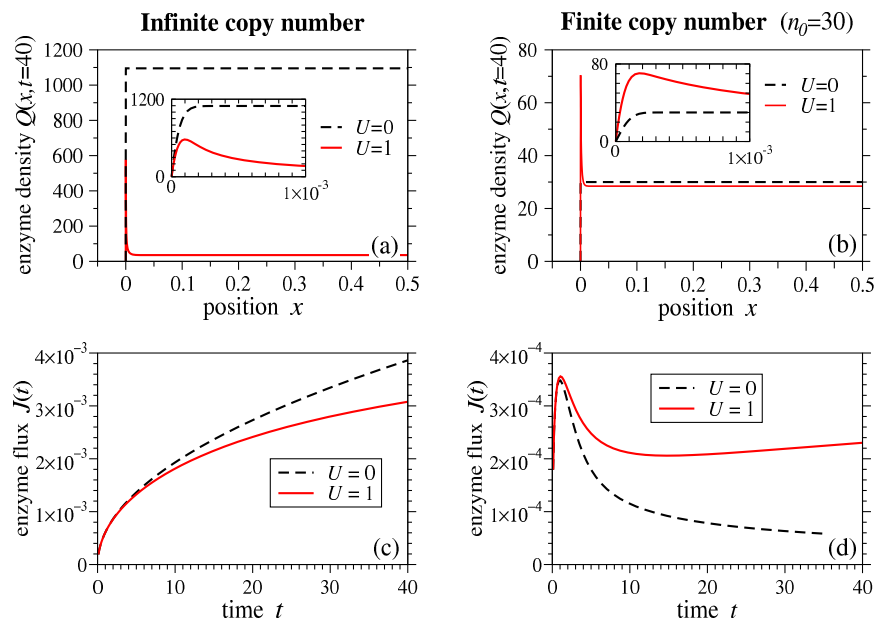 Infinite copy number
Finite copy number (n0=30)
enzyme density Q(x,t=40)
1200
1000
800
600
400
200
0
0
0.1
0.2
0.3
0.4
0.5
position x
1200
0
0
1×10⁻³
U=0
U=1
(a)
enzyme density Q(x,t=40)
80
60
40
20
0
0
0.1
0.2
0.3
0.4
0.5
position x
80
0
0
1×10⁻³
U=0
U=1
(b)
enzyme flux J(t)
4×10⁻³
3×10⁻³
2×10⁻³
1×10⁻³
0
0
10
20
30
40
time t
U = 0
U = 1
(c)
enzyme flux J(t)
4×10⁻⁴
3×10⁻⁴
2×10⁻⁴
1×10⁻⁴
0
0
10
20
30
40
time t
U = 0
U = 1
(d)